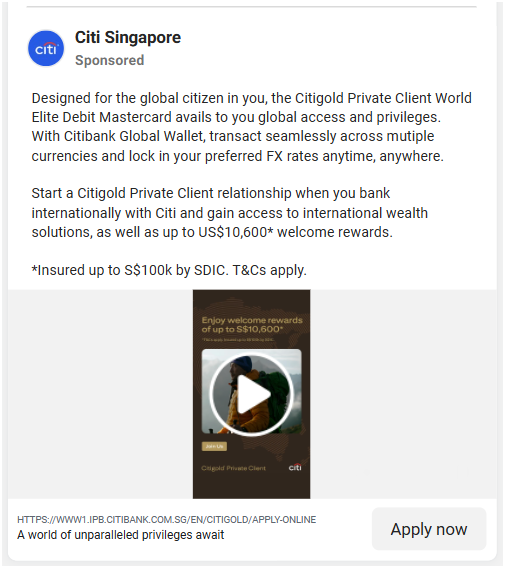 citi
Citi Singapore
Sponsored
Designed for the global citizen in you, the Citigold Private Client World
Elite Debit Mastercard avails to you global access and privileges.
With Citibank Global Wallet, transact seamlessly across mutiple
currencies and lock in your preferred FX rates anytime, anywhere.
Start a Citigold Private Client relationship when you bank
internationally with Citi and gain access to international wealth
solutions, as well as up to US$10,600* welcome rewards.
*Insured up to S$100k by SDIC. T&Cs apply.
Enjoy welcome rewards
of up to S$10,600*
Citigold Private Client
citi
HTTPS://WWW1.IPB.CITIBANK.COM.SG/EN/CITIGOLD/APPLY-ONLINE
A world of unparalleled privileges await
Apply now